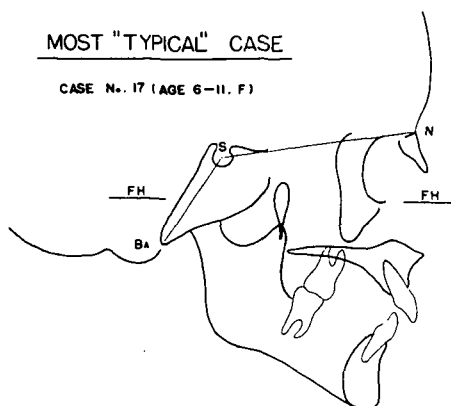 MOST "TYPICAL" CASE
CASE No. 17 (AGE 6-11. F)
S
N
FH
FH
BA